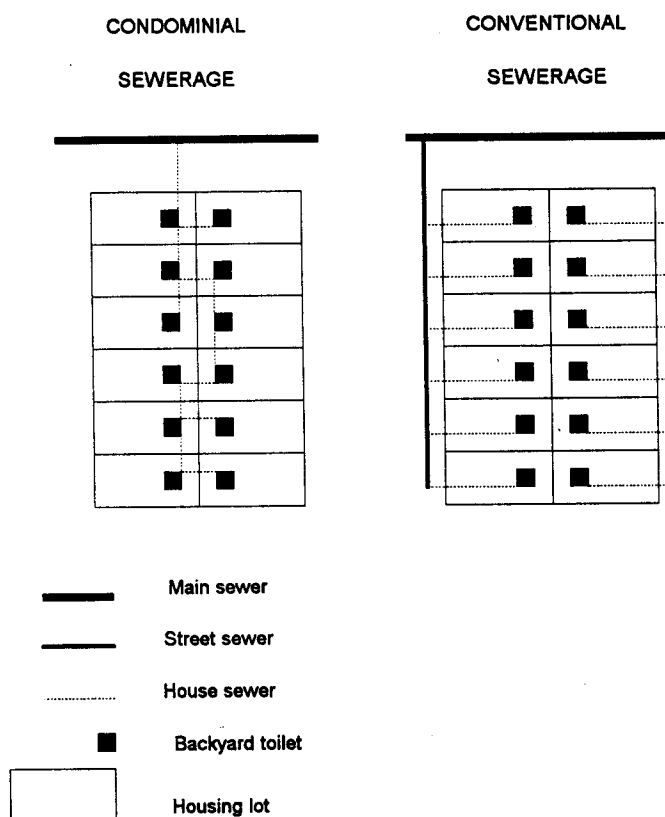 CONDOMINIAL
SEWERAGE
CONVENTIONAL
SEWERAGE
Main sewer
Street sewer
House sewer
Backyard toilet
Housing lot